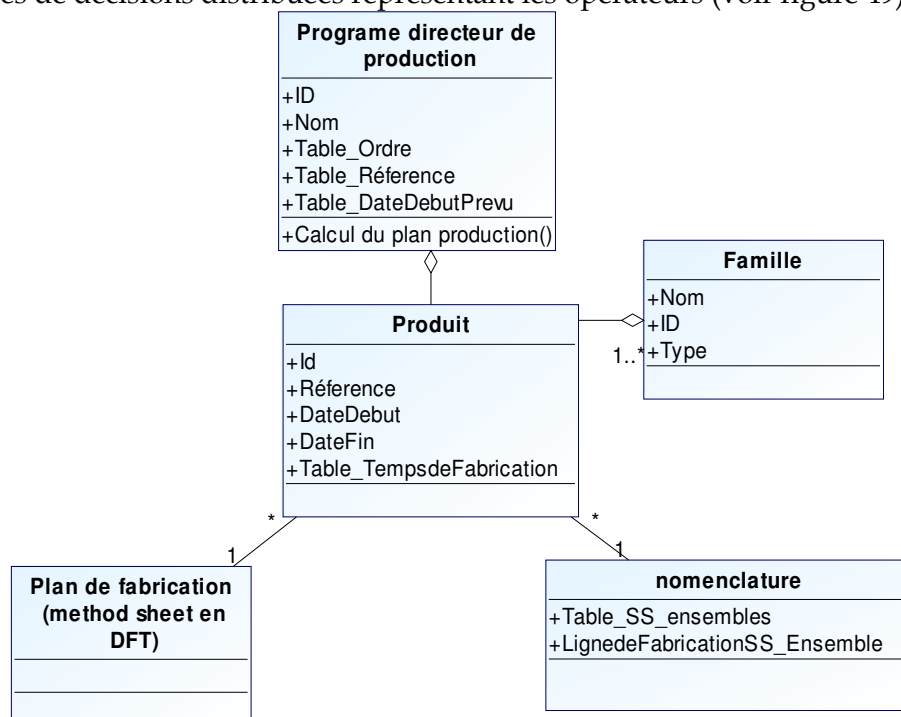 es de décisions distribuées représentant les opérateurs (voir figure 19)
Programe directeur de
production
+ID
+Nom
+Table_Ordre
+Table_Réference
+Table_DateDebutPrevu
+Calcul du plan production()
Famille
+Nom
+ID
1..*
+Type
Produit
+Id
+Réference
+DateDebut
+DateFin
+Table_TempsdeFabrication
*
*
1
1
Plan de fabrication
(method sheet en
DFT)
nomenclature
+Table_SS_ensembles
+LignedeFabricationSS_Ensemble